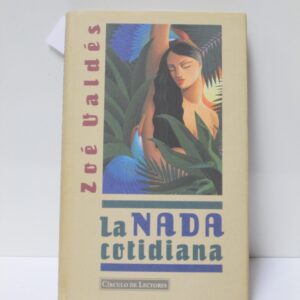 Zoé Valdés
La NADA
cotidiana
CÍRCULO DE LECTORES